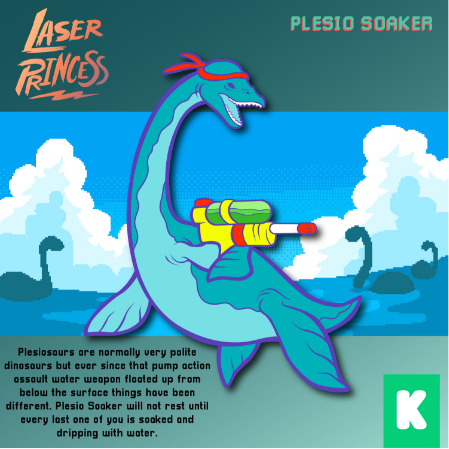 LASER
PRINCESS
PLESIO SOAKER
Plesiosaurs are normally very polite
dinosaurs but ever since that pump action
assault water weapon floated up from
below the surface things have been
different. Plesio Soaker will not rest until
every last one of you is soaked and
dripping with water.
K